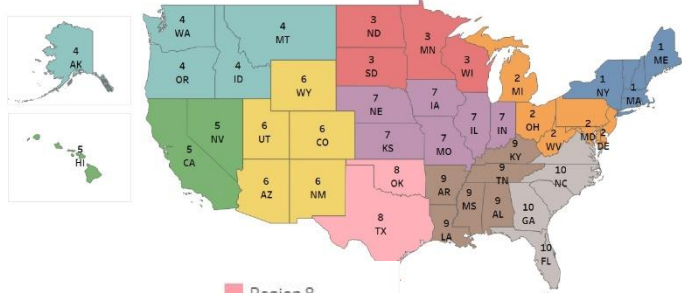 4
AK
5
HI
4
WA
4
MT
4
OR
4
ID
3
ND
3
MN
3
SD
3
WI
6
WY
7
NE
7
IA
2
MI
1
ME
1
NY
1
MA
5
NV
5
CA
6
UT
6
CO
7
KS
7
MO
7
IL
7
IN
2
OH
2
WV
2
MD
2
DE
9
KY
9
TN
6
AZ
6
NM
8
OK
8
TX
9
AR
9
MS
9
AL
9
LA
10
NC
10
GA
10
FL
Region 8